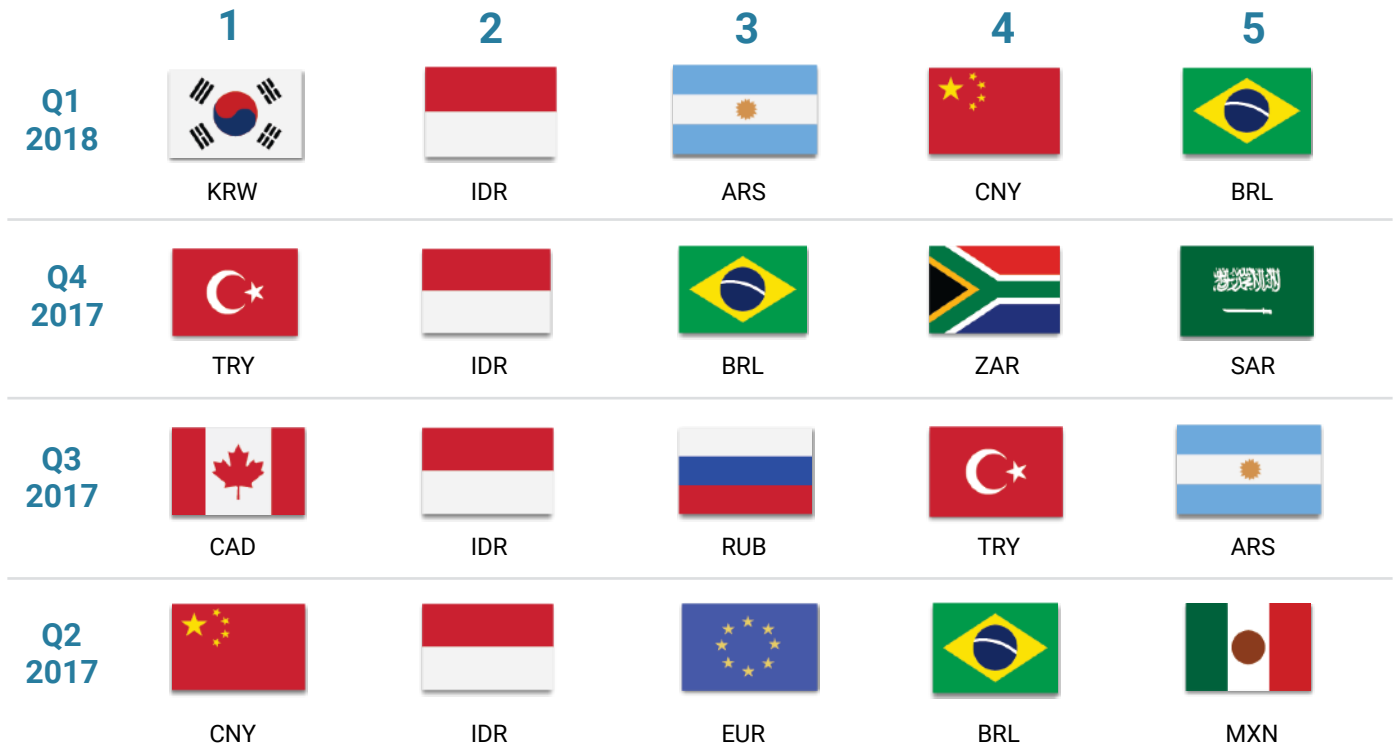 1 2 3 4 5
Q1
2018
KRW IDR ARS CNY BRL
Q4
2017
TRY IDR BRL ZAR SAR
Q3
2017
CAD IDR RUB TRY ARS
Q2
2017
CNY IDR EUR BRL MXN